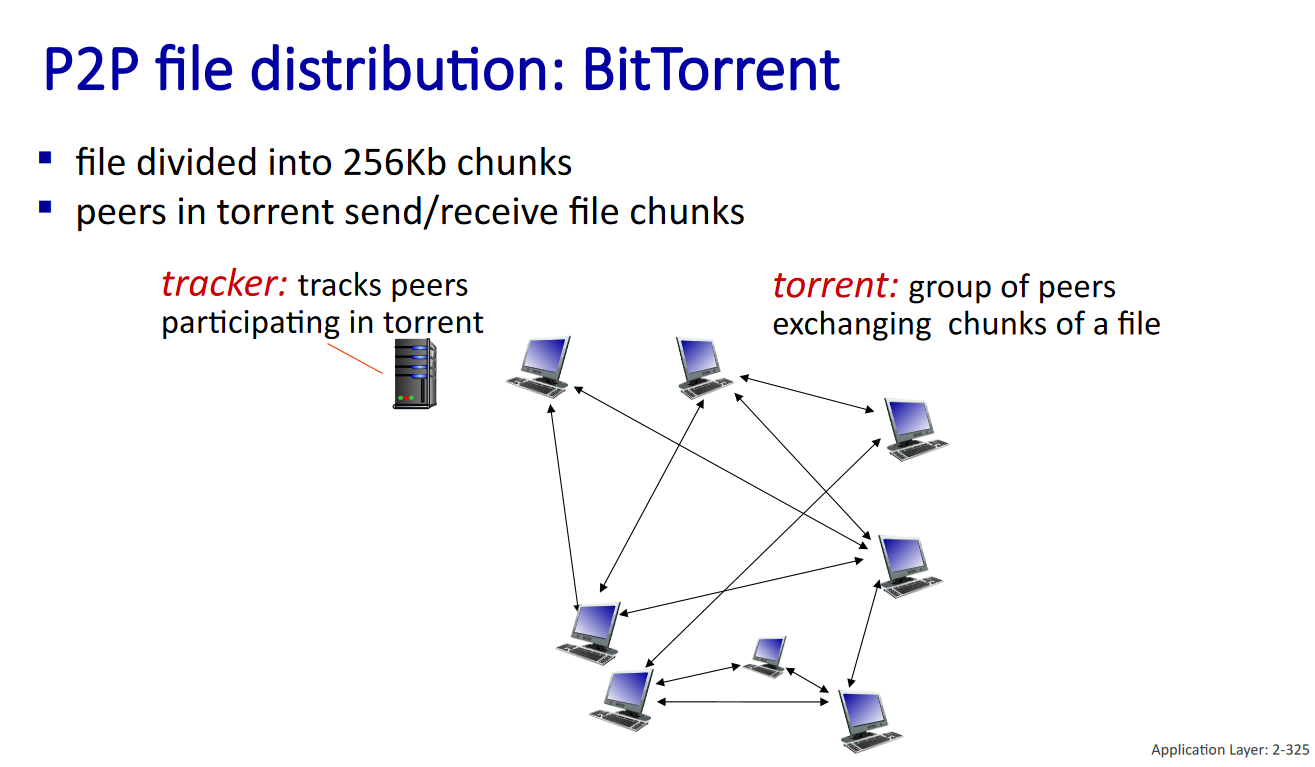 P2P file distribution: BitTorrent
▪ file divided into 256Kb chunks
▪ peers in torrent send/receive file chunks
tracker: tracks peers
participating in torrent
torrent: group of peers
exchanging chunks of a file
Application Layer: 2-325